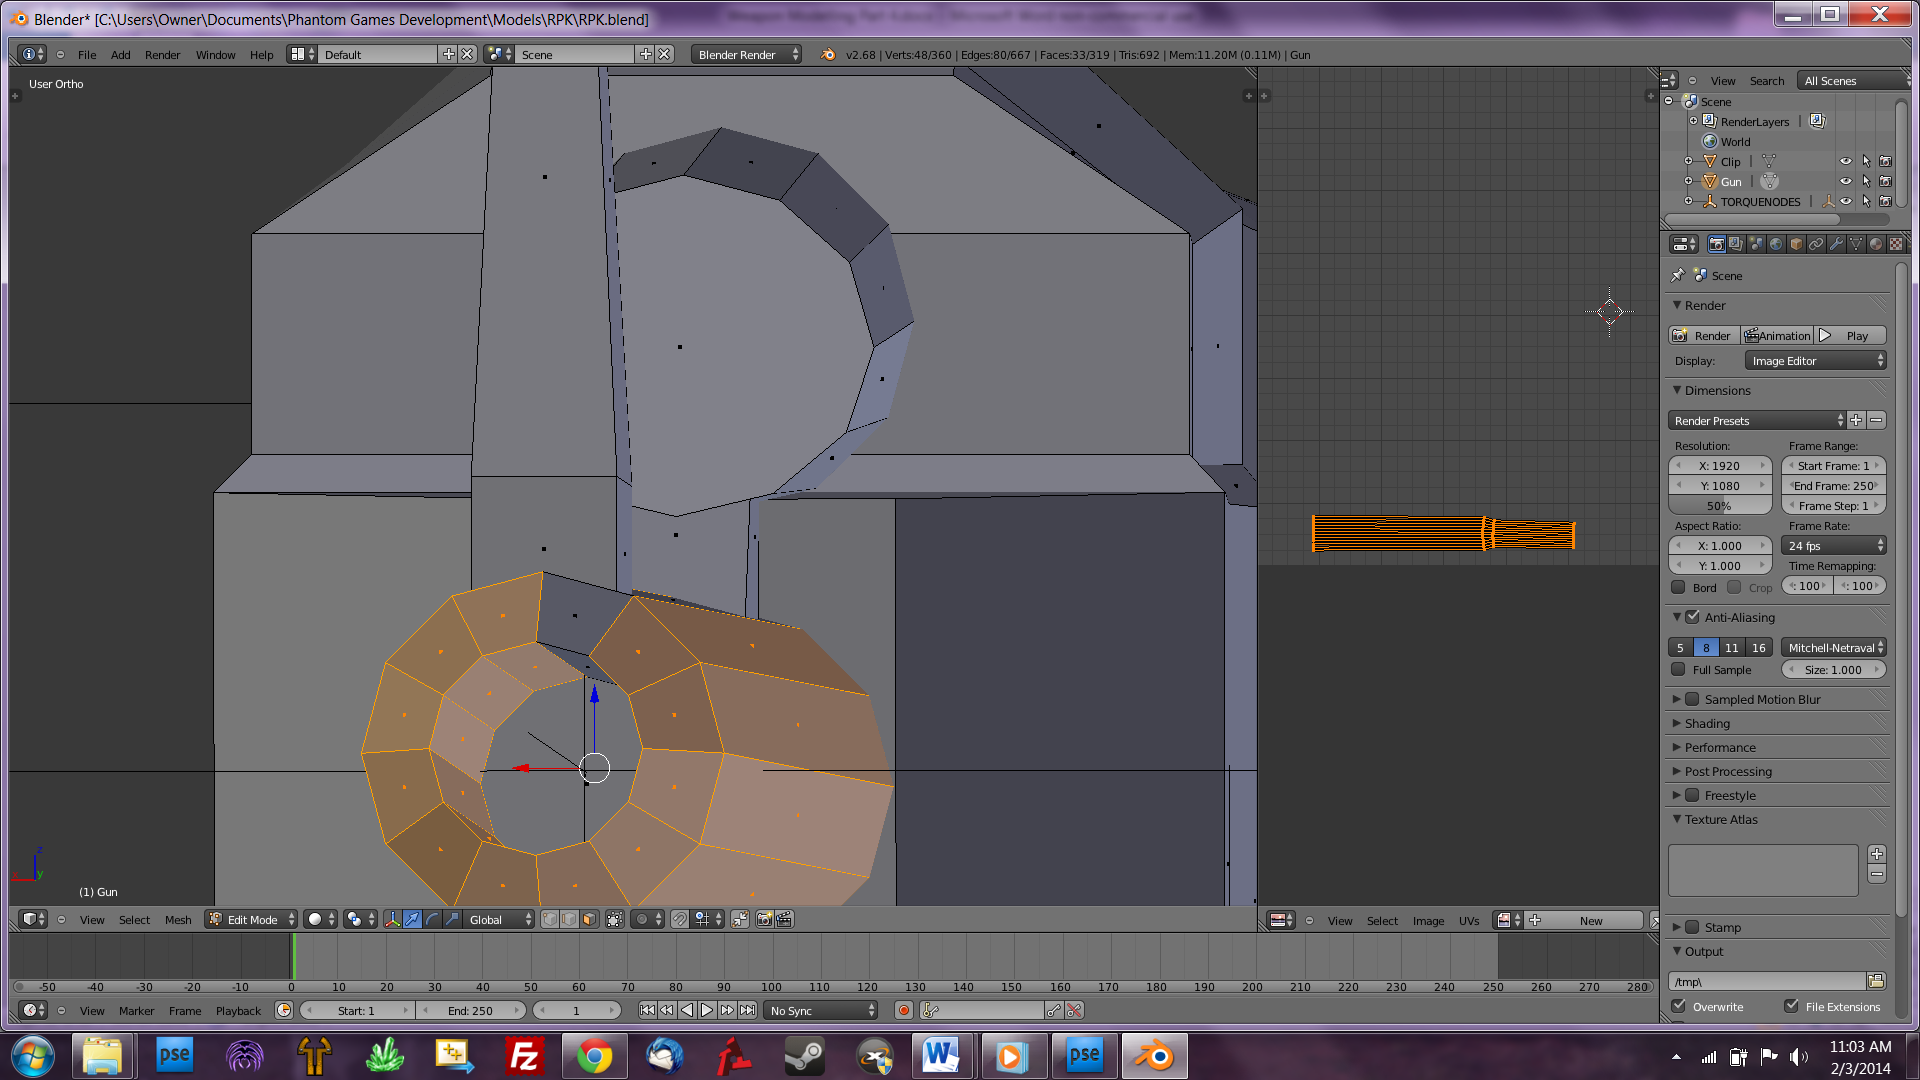 Blender* [C:\Users\Owner\Documents\Phantom Games Development\Models\RPK\RPK.blend]
File Add Render Window Help Default Scene Blender Render v2.68 | Verts:48/360 | Edges:80/667 | Faces:33/319 | Tris:692 | Mem:11.20M (0.11M) | Gun
User Ortho
View Search All Scenes
Scene
RenderLayers
World
Clip
Gun
TORQUENODES
Scene
Render
Render Animation Play
Display: Image Editor
Dimensions
Render Presets
Resolution: Frame Range:
X: 1920 Start Frame: 1
Y: 1080 End Frame: 250
50% Frame Step: 1
Aspect Ratio: Frame Rate:
X: 1.000 24 fps
Y: 1.000 Time Remapping:
Bord Crop : 100 : 100
Anti-Aliasing
5 8 11 16 Mitchell-Netraval
Full Sample Size: 1.000
Sampled Motion Blur
Shading
Performance
Post Processing
Freestyle
Texture Atlas
Stamp
Output
/tmp\
Overwrite File Extensions
z
x y
(1) Gun
View Select Mesh Edit Mode Global
View Select Image UVs New
-50 -40 -30 -20 -10 0 10 20 30 40 50 60 70 80 90 100 110 120 130 140 150 160 170 180 190 200 210 220 230 240 250 260 270 280
View Marker Frame Playback Start: 1 End: 250 1 No Sync
pse
Fz
W
pse
11:03 AM
2/3/2014